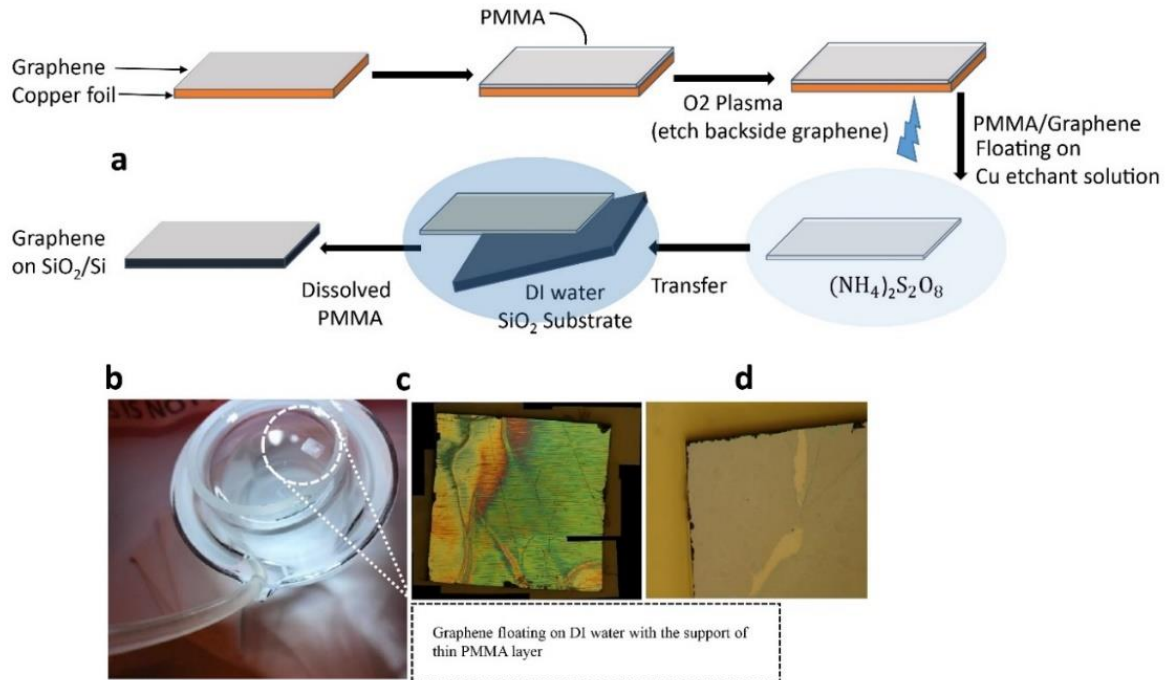 PMMA
Graphene
Copper foil
O2 Plasma
(etch backside graphene)
PMMA/Graphene
Floating on
Cu etchant solution
a
Graphene
on SiO₂/Si
Dissolved
PMMA
DI water
SiO₂ Substrate
Transfer
(NH₄)₂S₂O₈
b
c
d
IS NO
Graphene floating on DI water with the support of
thin PMMA layer